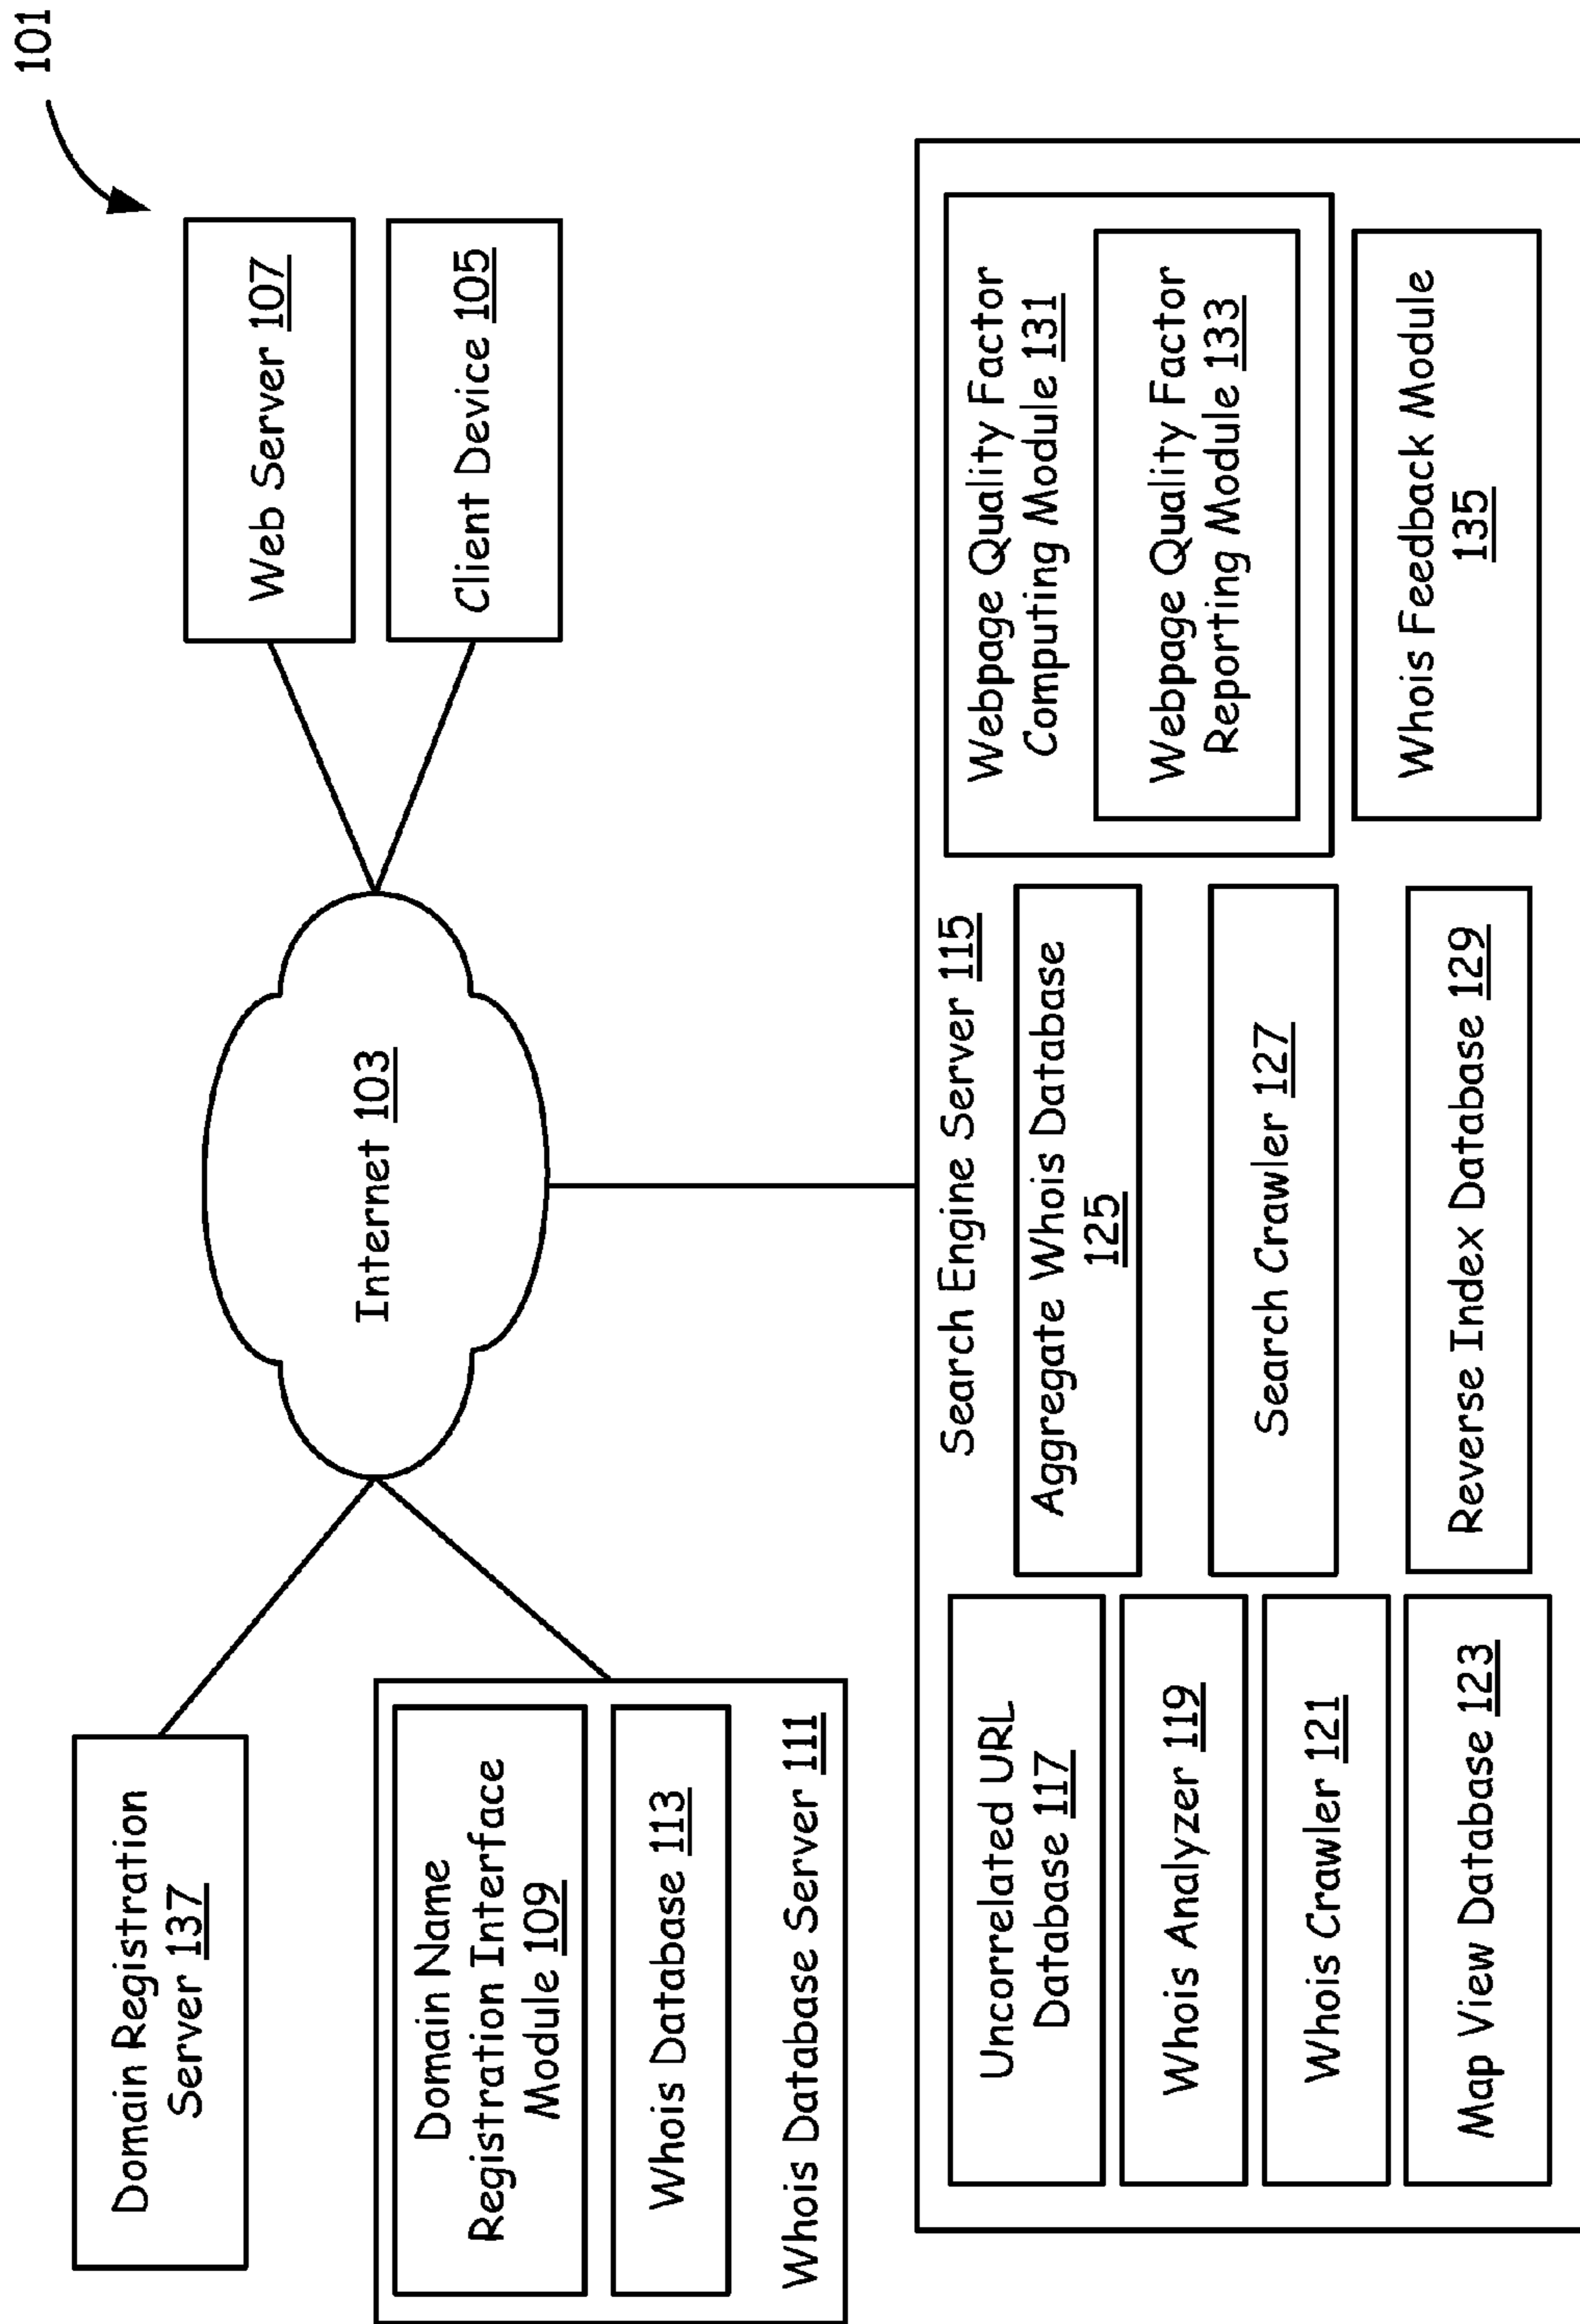 101
Domain Registration
Server 137
Web Server 107
Internet 103
Client Device 105
Domain Name
Registration Interface
Module 109
Whois Database 113
Whois Database Server 111
Search Engine Server 115
Uncorrelated URL
Database 117
Whois Analyzer 119
Whois Crawler 121
Map View Database 123
Aggregate Whois Database
125
Search Crawler 127
Reverse Index Database 129
Webpage Quality Factor
Computing Module 131
Webpage Quality Factor
Reporting Module 133
Whois Feedback Module
135